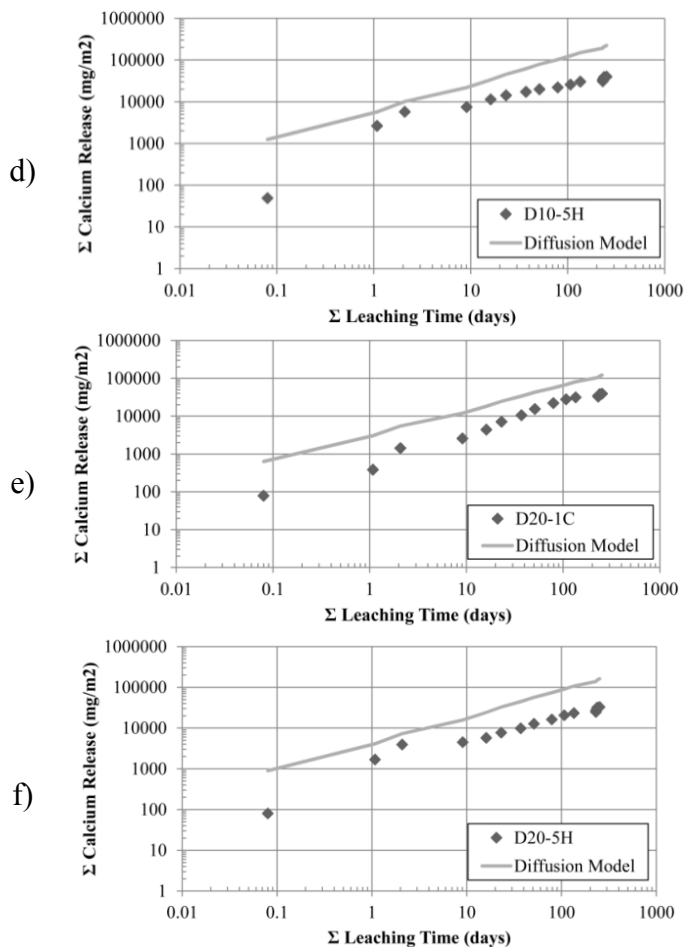 d)
Σ Calcium Release (mg/m2)
1000000
100000
10000
1000
100
10
1
0.01 0.1 1 10 100 1000
Σ Leaching Time (days)
D10-5H
Diffusion Model
e)
Σ Calcium Release (mg/m2)
1000000
100000
10000
1000
100
10
1
0.01 0.1 1 10 100 1000
Σ Leaching Time (days)
D20-1C
Diffusion Model
f)
Σ Calcium Release (mg/m2)
1000000
100000
10000
1000
100
10
1
0.01 0.1 1 10 100 1000
Σ Leaching Time (days)
D20-5H
Diffusion Model